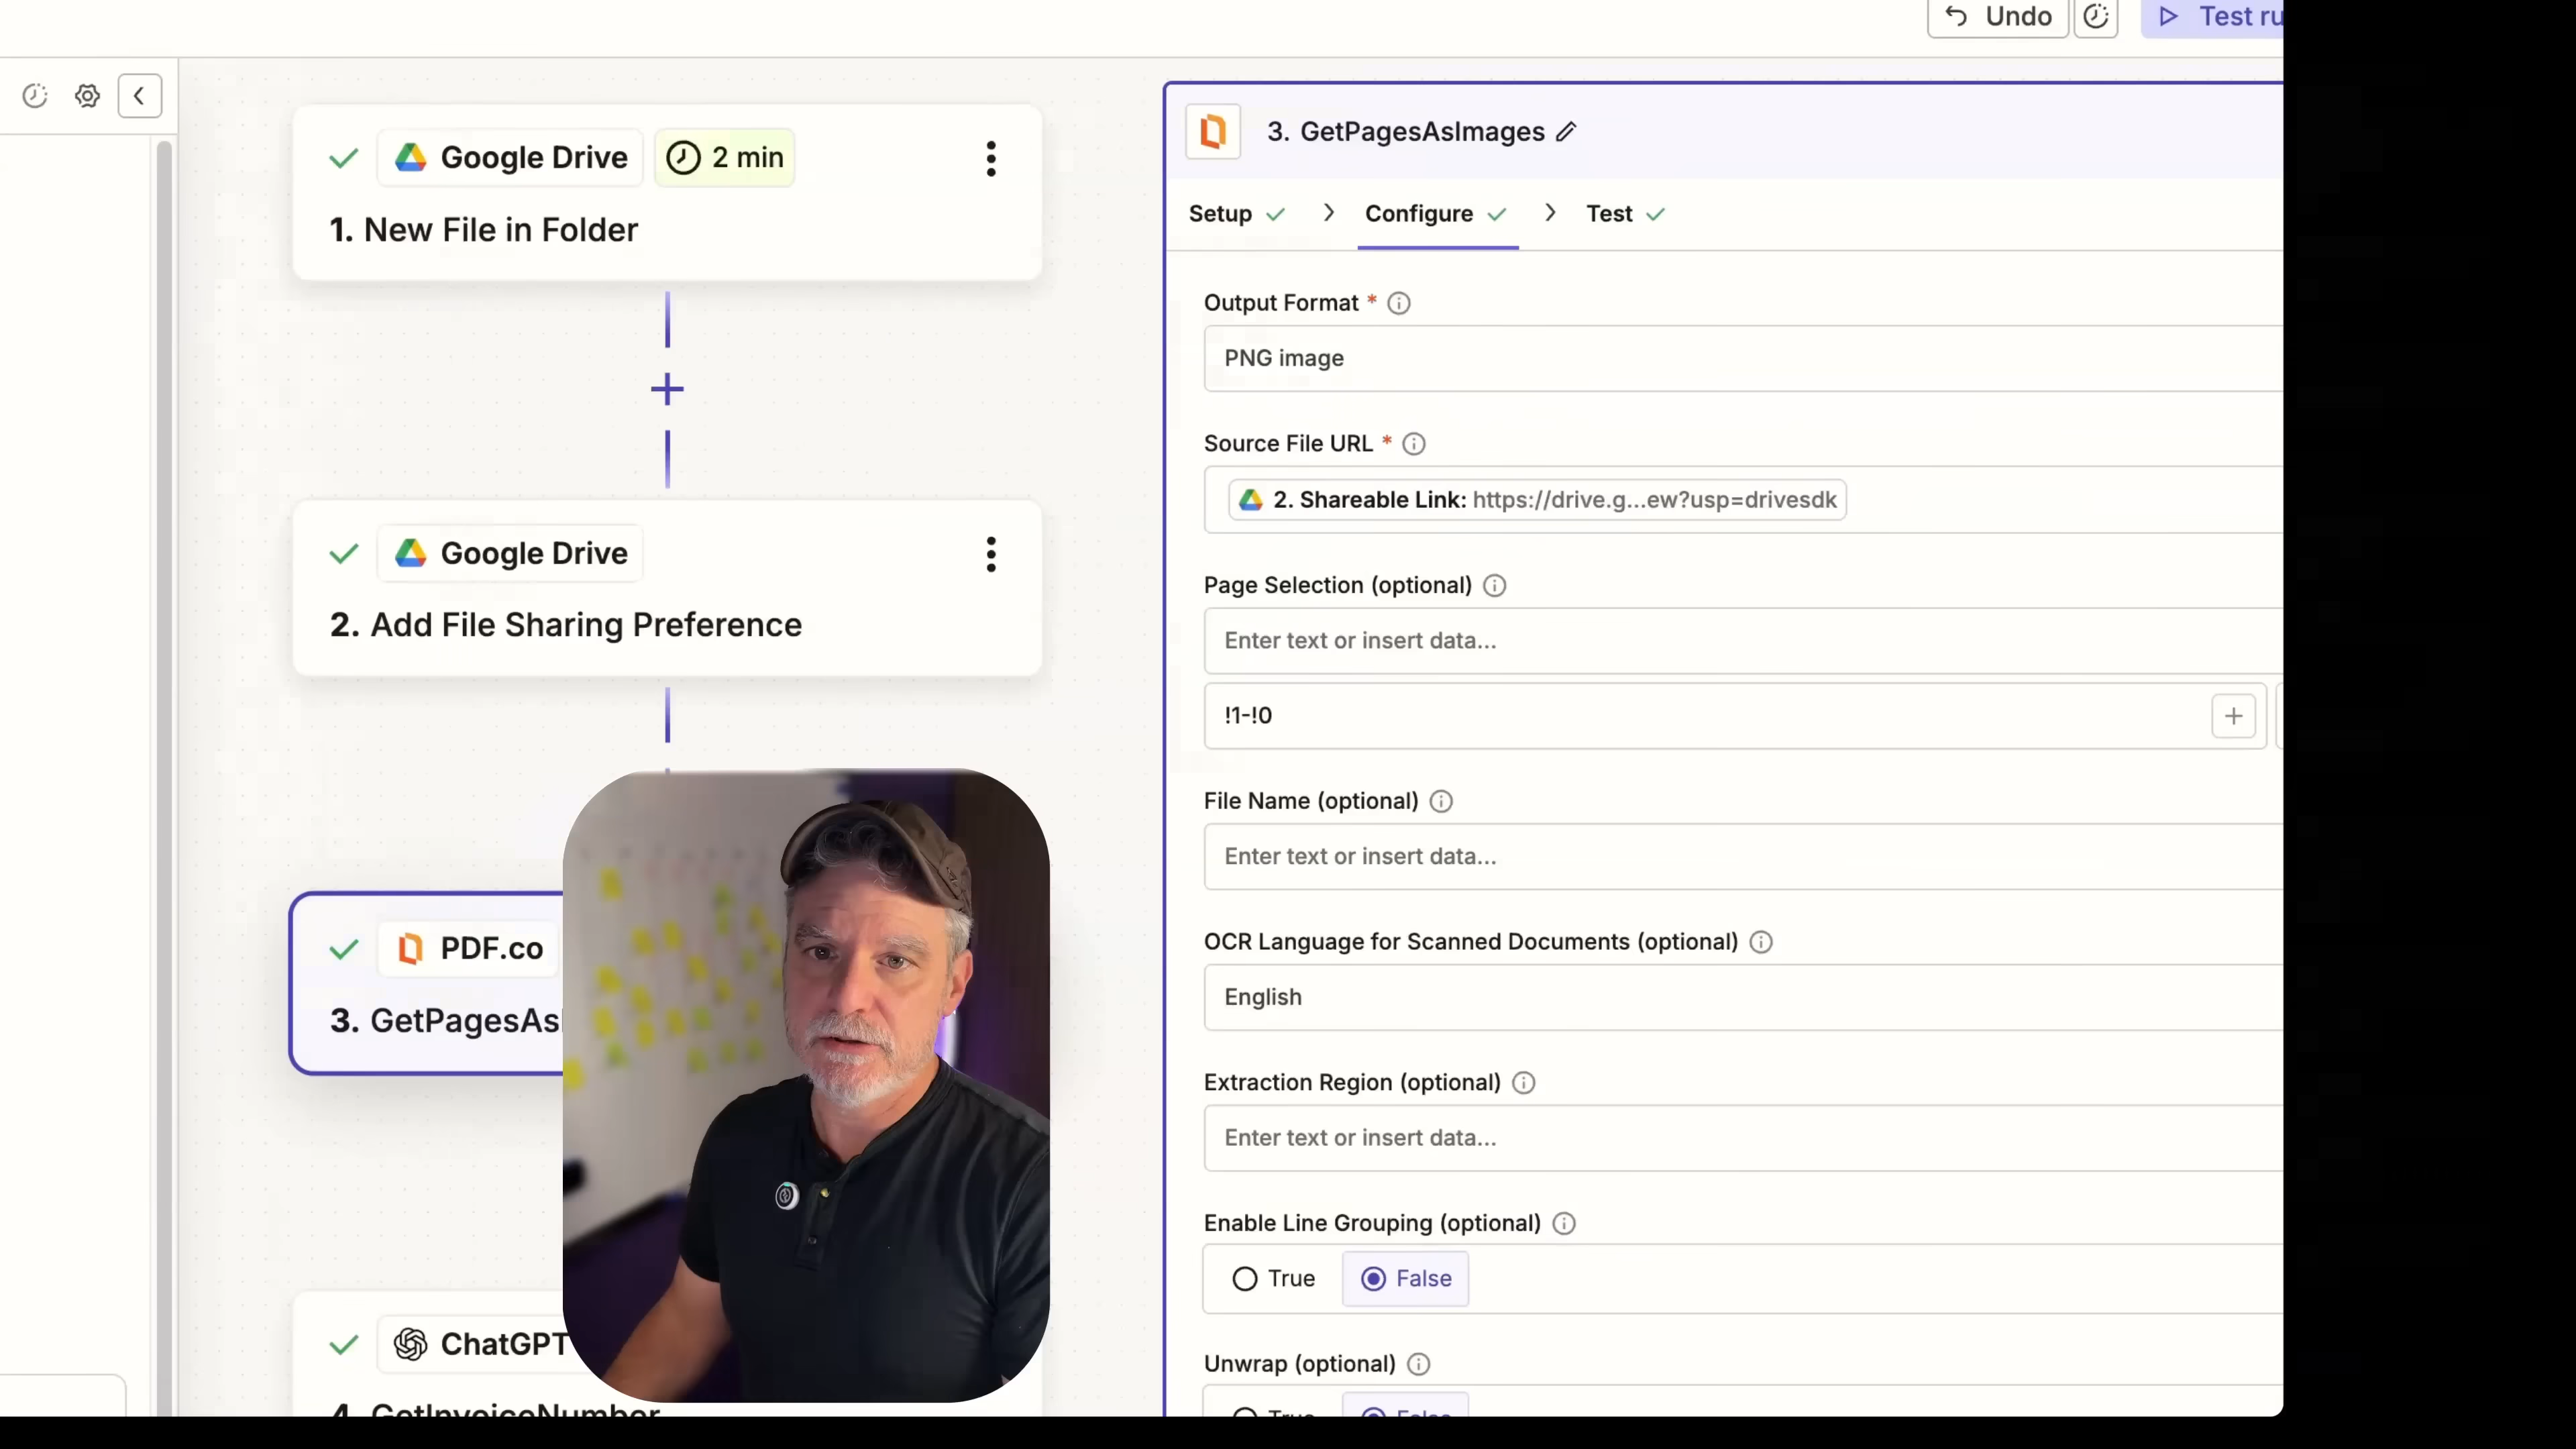 Undo
Test ru
Google Drive
2 min
1. New File in Folder
Google Drive
2. Add File Sharing Preference
PDF.co
3. GetPagesAs
ChatGPT
4. GetInvoiceNumber
3. GetPagesAsImages
Setup
Configure
Test
Output Format *
PNG image
Source File URL *
2. Shareable Link: https://drive.g...ew?usp=drivesdk
Page Selection (optional)
Enter text or insert data...
!1-!0
File Name (optional)
Enter text or insert data...
OCR Language for Scanned Documents (optional)
English
Extraction Region (optional)
Enter text or insert data...
Enable Line Grouping (optional)
True
False
Unwrap (optional)
True
False